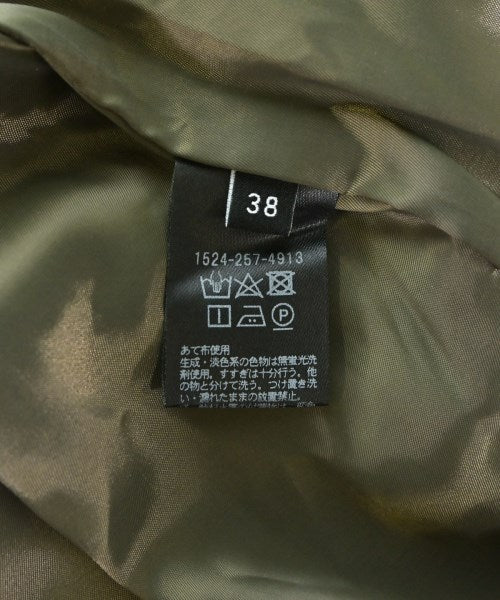 38
1524-257-4913
あて布使用
生成・淡色系の色物は無蛍光洗
剤使用。すすぎは十分行う。他
の物と分けて洗う。つけ置き洗
い・濡れたままの放置禁止。